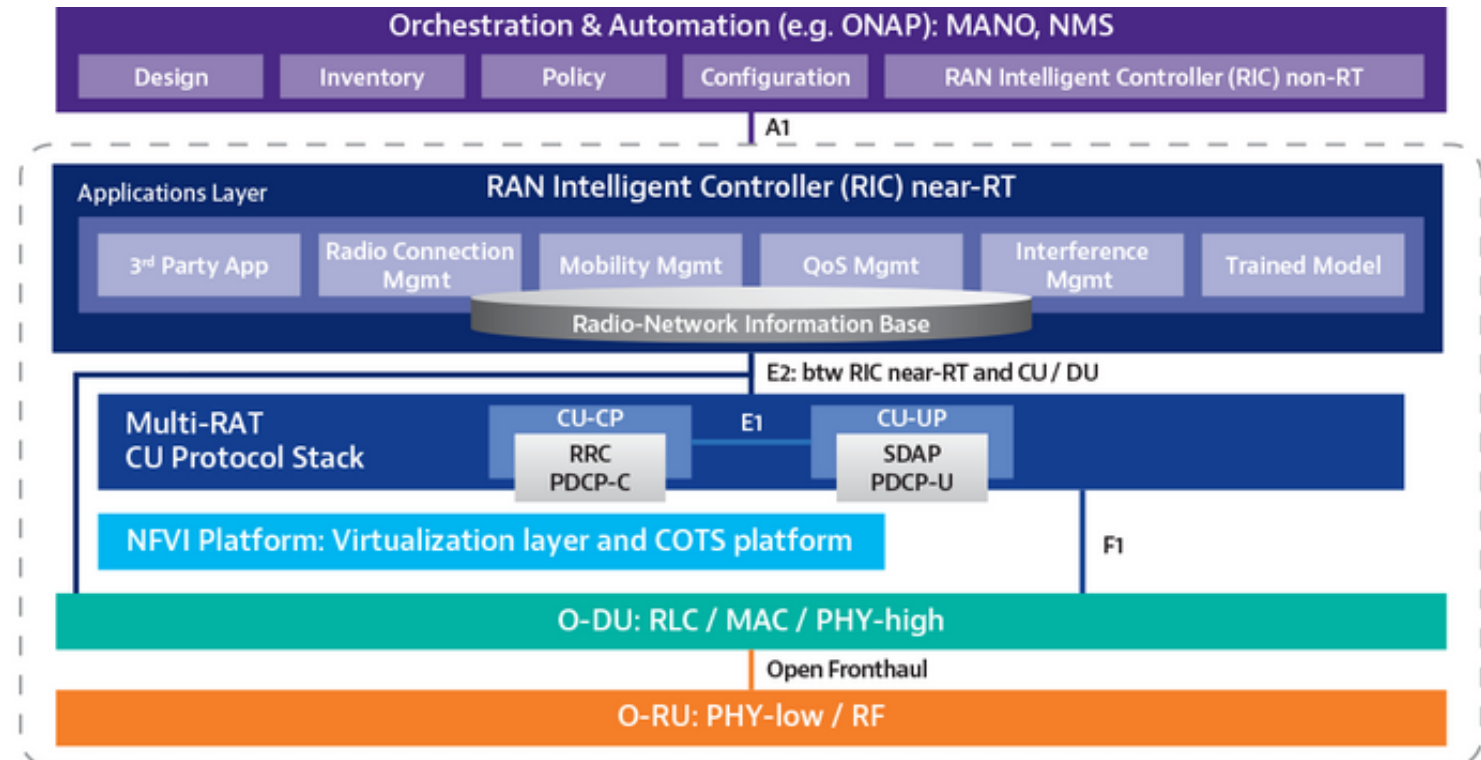 Orchestration & Automation (e.g. ONAP): MANO, NMS
Design
Inventory
Policy
Configuration
RAN Intelligent Controller (RIC) non-RT
A1
Applications Layer
RAN Intelligent Controller (RIC) near-RT
3rd Party App
Radio Connection
Mgmt
Mobility Mgmt
QoS Mgmt
Interference
Mgmt
Trained Model
Radio-Network Information Base
E2: btw RIC near-RT and CU / DU
Multi-RAT
CU Protocol Stack
CU-CP
RRC
PDCP-C
E1
CU-UP
SDAP
PDCP-U
NFVI Platform: Virtualization layer and COTS platform
F1
O-DU: RLC / MAC / PHY-high
Open Fronthaul
O-RU: PHY-low / RF